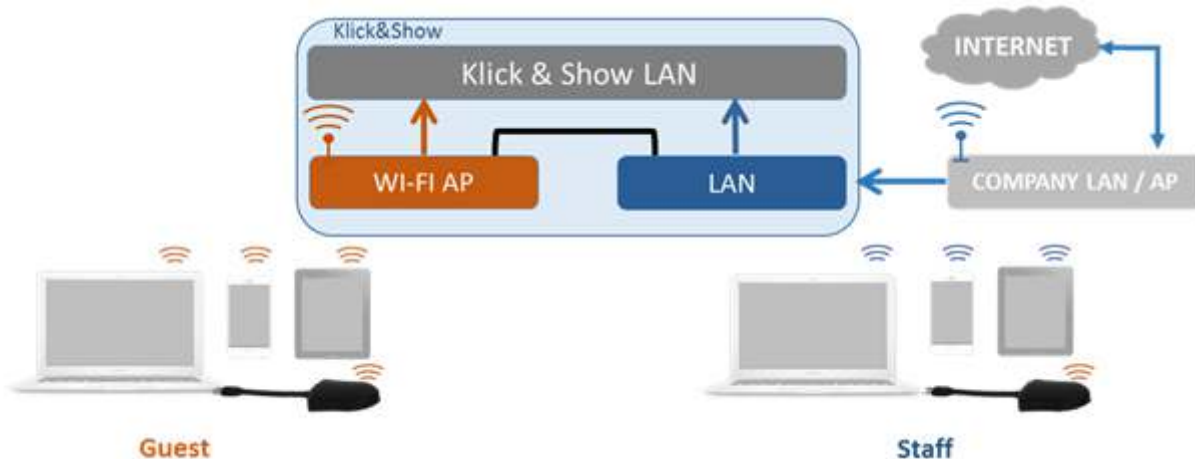 Klick&Show
Klick & Show LAN
INTERNET
WI-FI AP
LAN
COMPANY LAN / AP
Guest
Staff